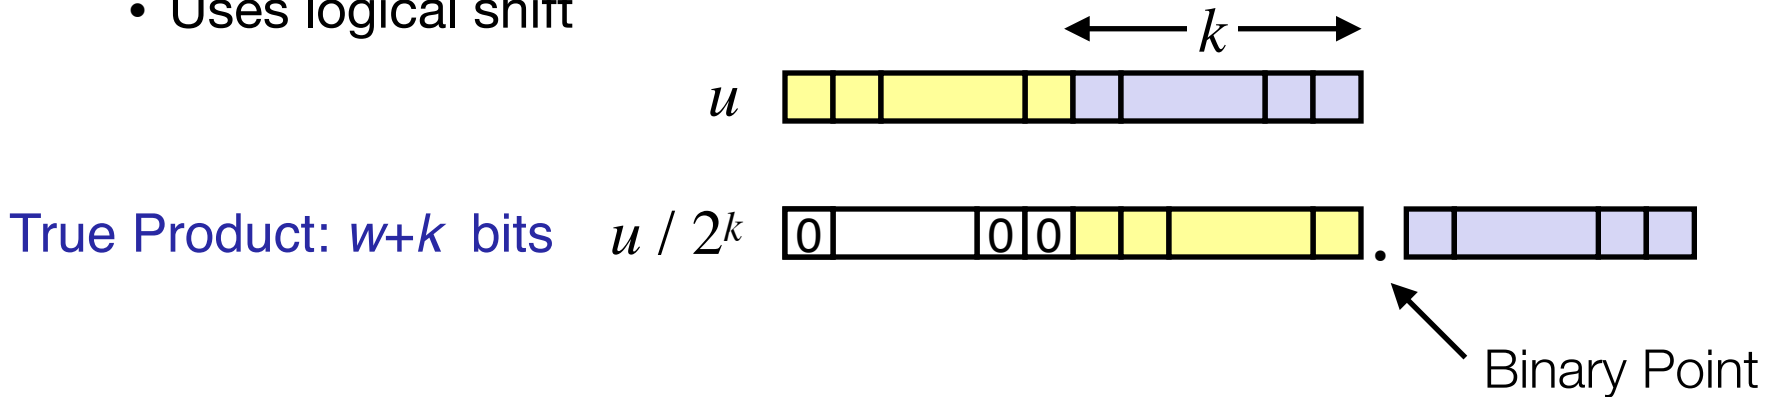 • Uses logical shift
k
u
True Product: w+k bits u / 2ᵏ 0 0 0 .
Binary Point